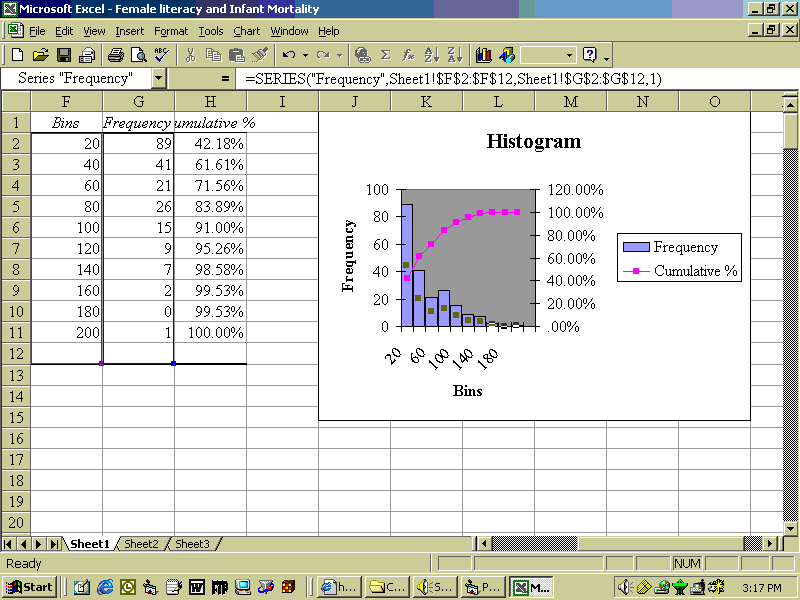 Microsoft Excel - Female literacy and Infant Mortality
File Edit View Insert Format Tools Chart Window Help
Series "Frequency" = =SERIES("Frequency",Sheet1!$F$2:$F$12,Sheet1!$G$2:$G$12,1)
F G H I J K L M N O
1 Bins Frequency umulative %
2 20 89 42.18%
3 40 41 61.61%
4 60 21 71.56%
5 80 26 83.89%
6 100 15 91.00%
7 120 9 95.26%
8 140 7 98.58%
9 160 2 99.53%
10 180 0 99.53%
11 200 1 100.00%
12
13
14
15
16
17
18
19
20
Histogram
100
80
60
40
20
0
Frequency
120.00%
100.00%
80.00%
60.00%
40.00%
20.00%
.00%
20 60 100 140 180
Bins
Frequency
Cumulative %
Sheet1 Sheet2 Sheet3
Ready NUM
Start h... C... S... P... M... 3:17 PM